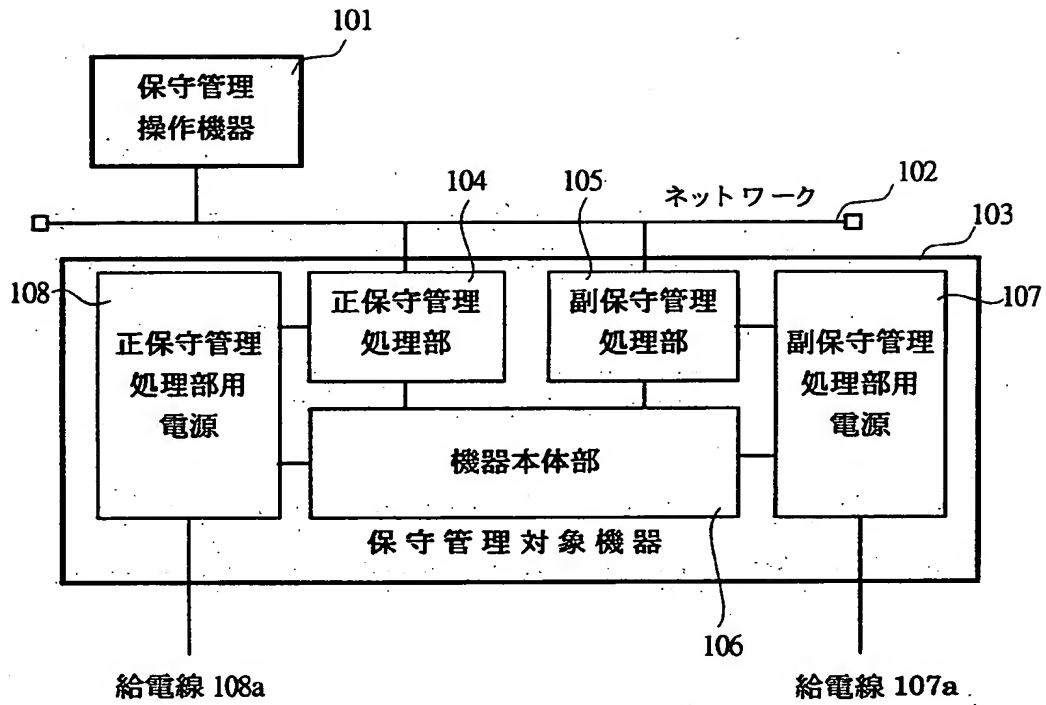 101
保守管理
操作機器
104
105
ネットワーク
102
103
108
正保守管理
処理部用
電源
正保守管理
処理部
副保守管理
処理部
副保守管理
処理部用
電源
107
機器本体部
保守管理対象機器
106
給電線 108a
給電線 107a